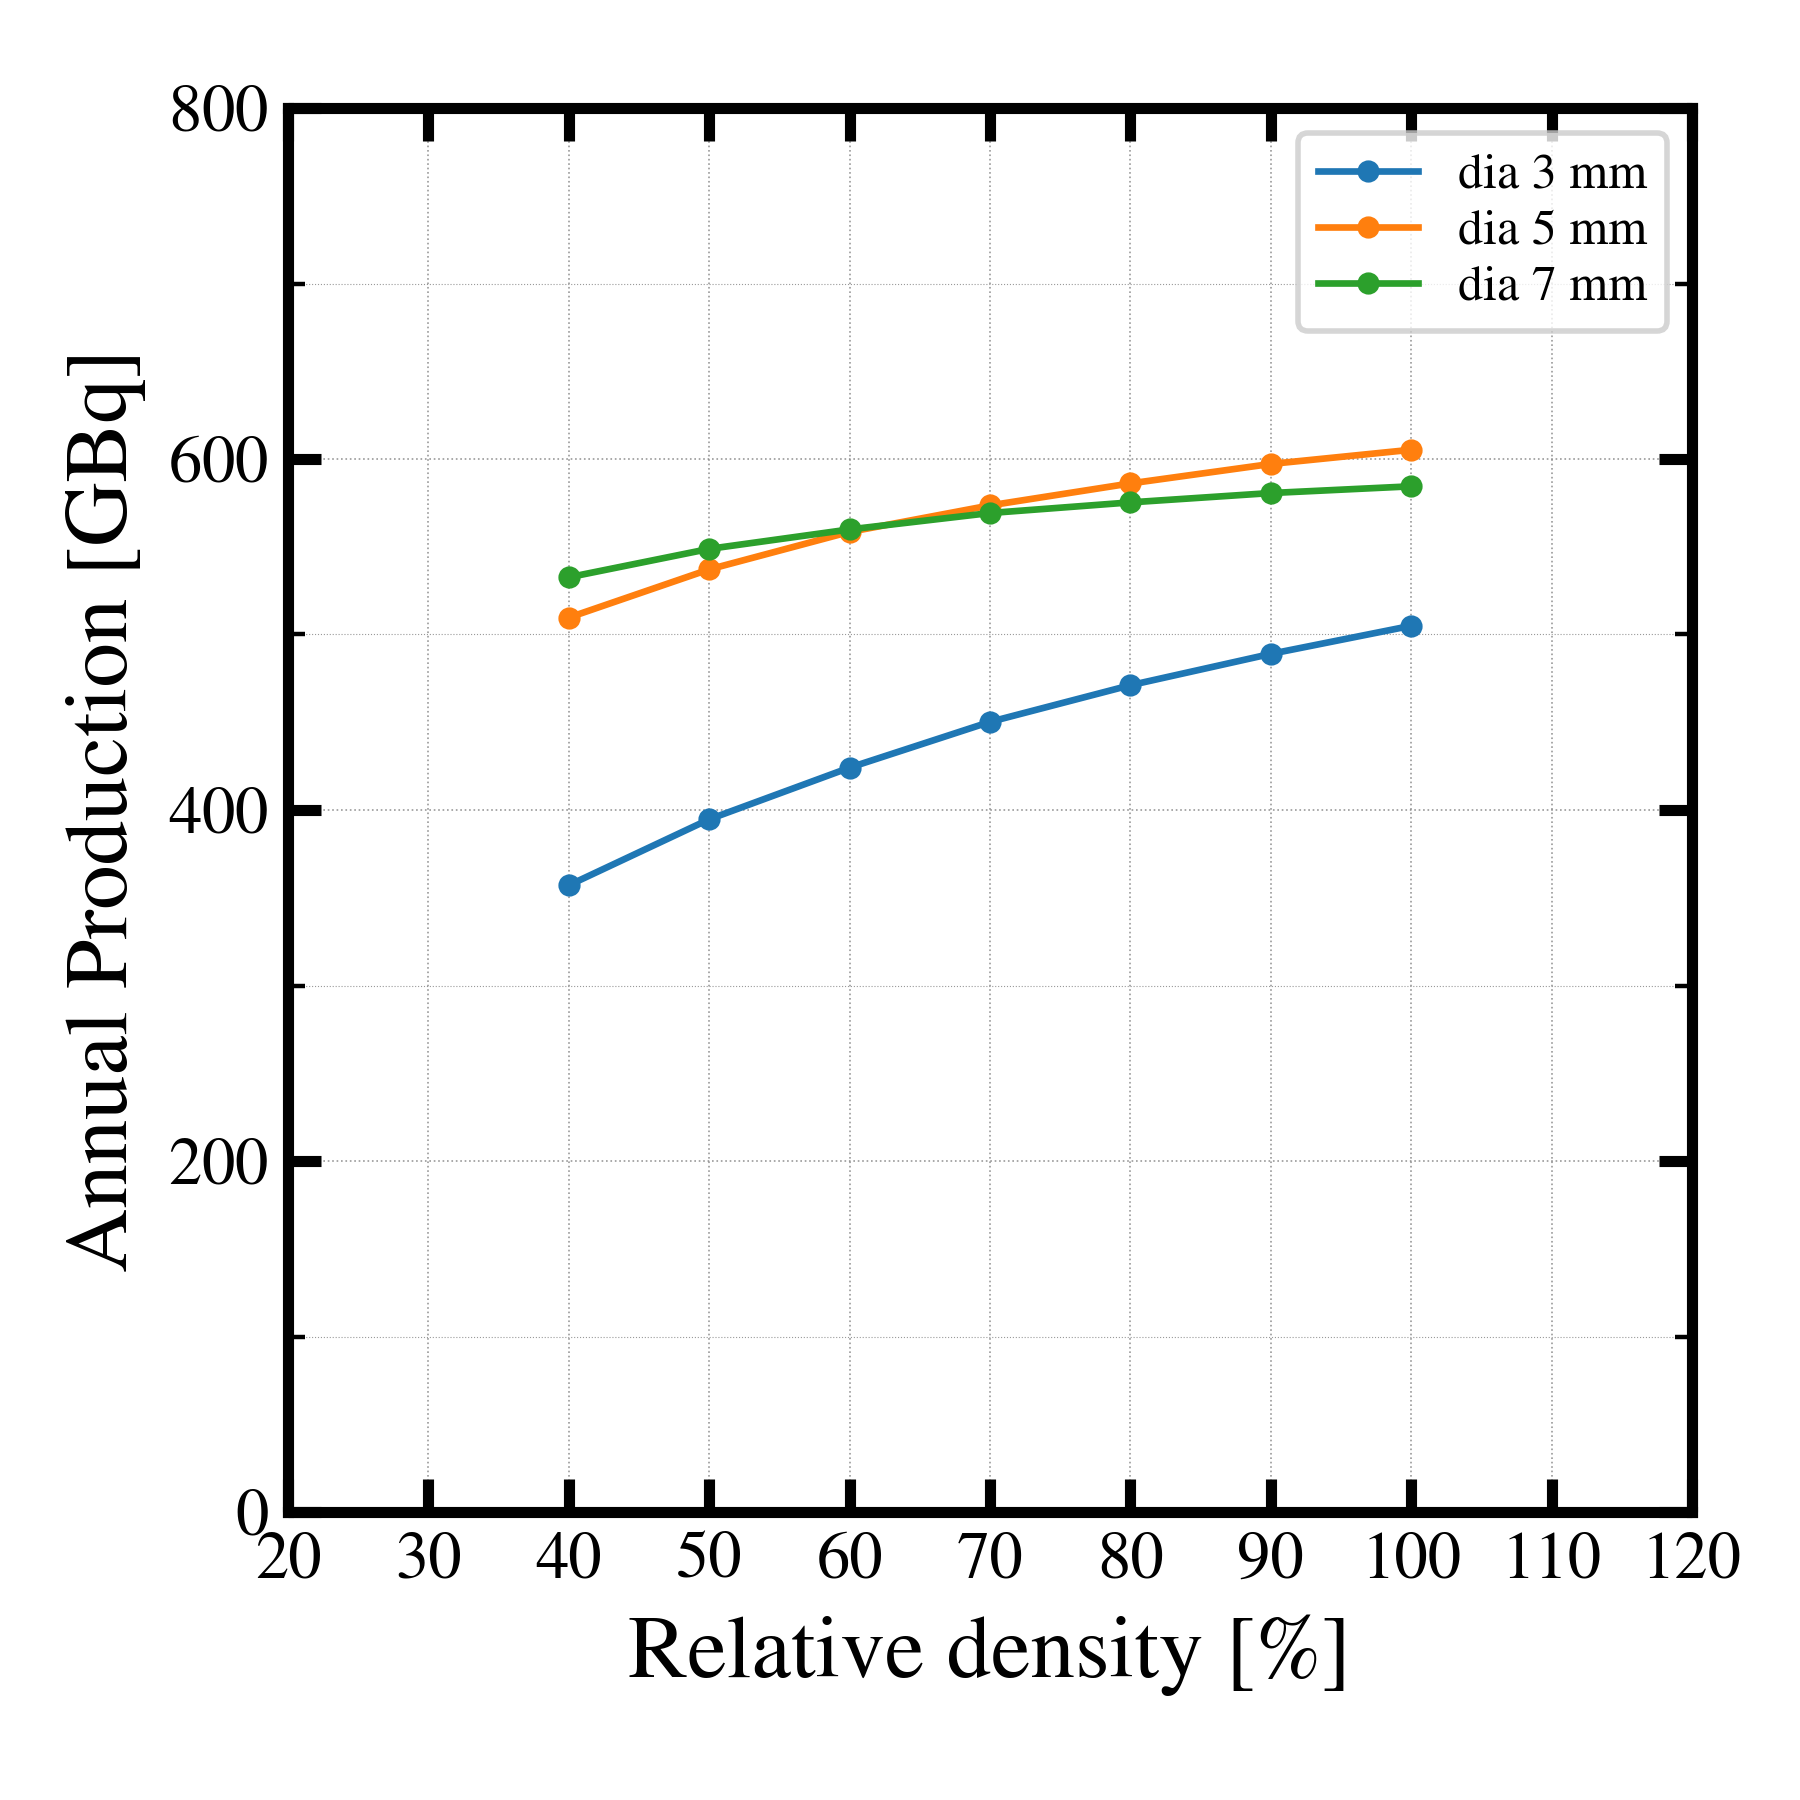 800
600
400
200
0
Annual Production [GBq]
dia 3 mm
dia 5 mm
dia 7 mm
20 30 40 50 60 70 80 90 100 110 120
Relative density [%]